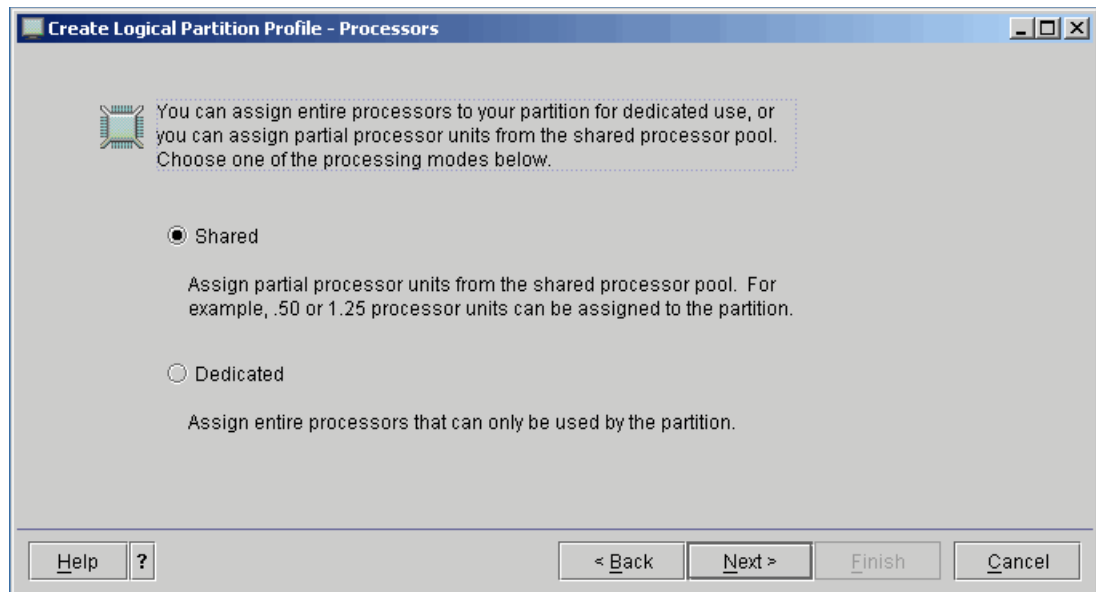 Create Logical Partition Profile - Processors
You can assign entire processors to your partition for dedicated use, or
you can assign partial processor units from the shared processor pool.
Choose one of the processing modes below.
Shared
Assign partial processor units from the shared processor pool.  For
example, .50 or 1.25 processor units can be assigned to the partition.
Dedicated
Assign entire processors that can only be used by the partition.
Help ? < Back Next > Finish Cancel